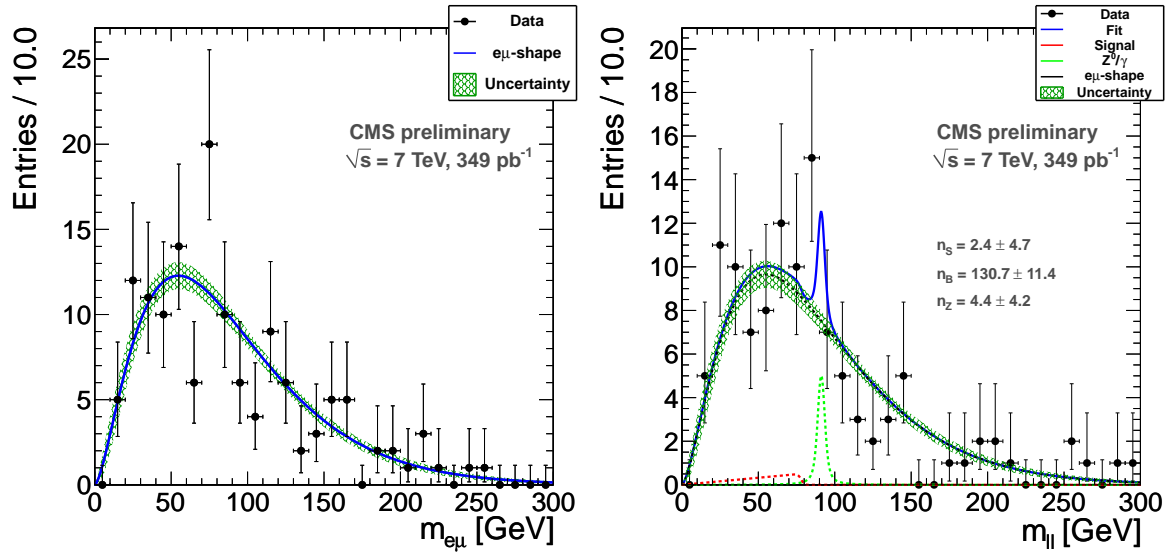 Entries / 10.0
25
20
15
10
5
0
Data
eμ-shape
Uncertainty
CMS preliminary
√s = 7 TeV, 349 pb⁻¹
0 50 100 150 200 250 300
m_eμ [GeV]
Entries / 10.0
20
18
16
14
12
10
8
6
4
2
0
Data
Fit
Signal
Z⁰/γ
eμ-shape
Uncertainty
CMS preliminary
√s = 7 TeV, 349 pb⁻¹
n_S = 2.4 ± 4.7
n_B = 130.7 ± 11.4
n_Z = 4.4 ± 4.2
0 50 100 150 200 250 300
m_ll [GeV]